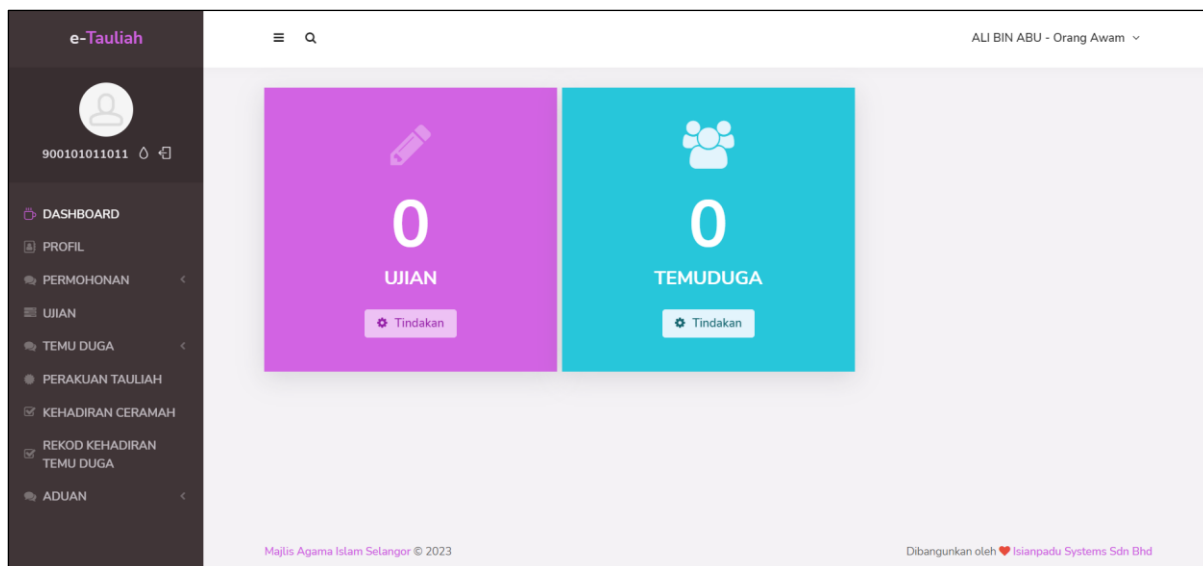 e-Tauliah
ALI BIN ABU - Orang Awam
900101011011
DASHBOARD
PROFIL
PERMOHONAN
UJIAN
TEMU DUGA
PERAKUAN TAULIAH
KEHADIRAN CERAMAH
REKOD KEHADIRAN
TEMU DUGA
ADUAN
0
UJIAN
Tindakan
0
TEMUDUGA
Tindakan
Majlis Agama Islam Selangor © 2023
Dibangunkan oleh ❤ Isianpadu Systems Sdn Bhd